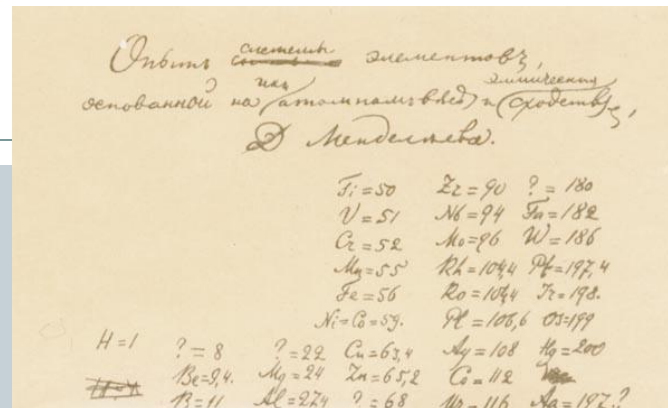 Опытъ системы элементовъ,
основанной на ихъ атомномъ вѣсѣ и химическомъ сходствѣ,
Д Менделѣева.
Ti=50 Zr=90 ?=180
V=51 Nb=94 Ta=182
Cr=52 Mo=96 W=186
Mn=55 Rh=104,4 Pt=197,4
Fe=56 Ro=104,4 Ir=198.
Ni=Co=59. Pl=106,6 Os=199
H=1 ?=8 ?=22 Cu=63,4 Ag=108 Hg=200
Be=9,4. Mg=24 Zn=65,2 Cd=112
B=11 Al=27,4 ?=68 Ur=116 Au=197?